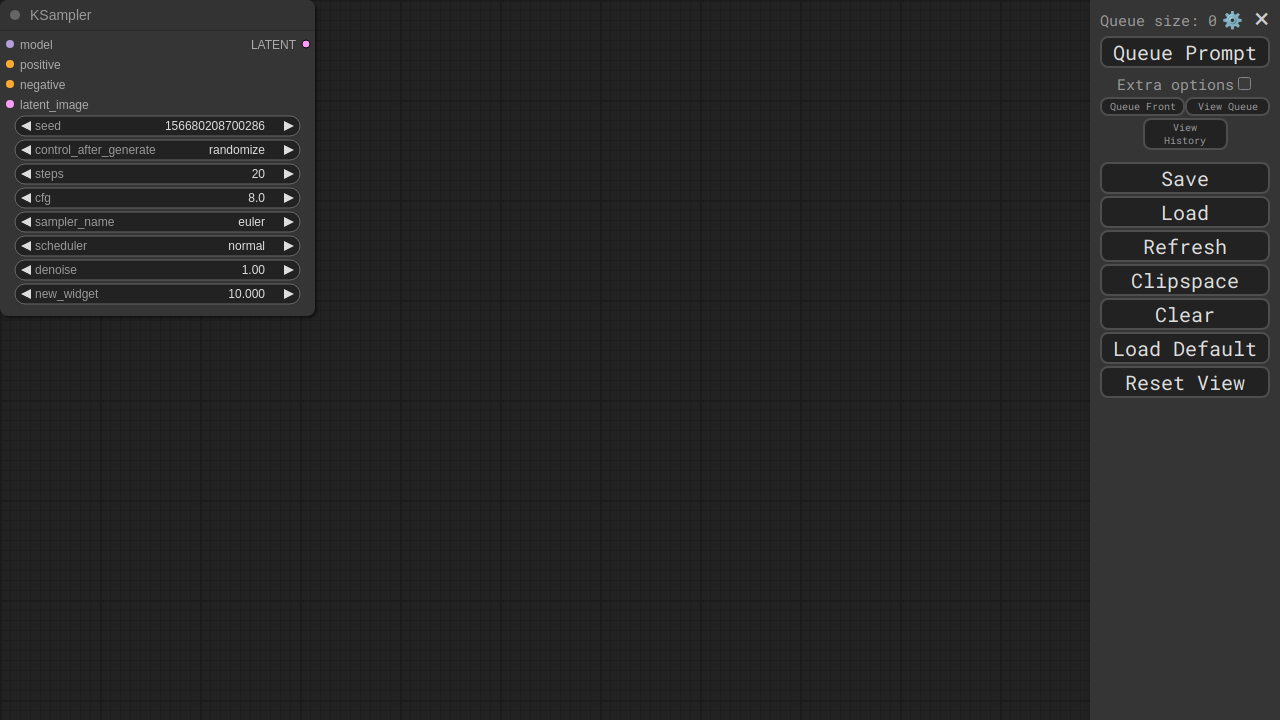 KSampler
model
LATENT
positive
negative
latent_image
seed 156680208700286
control_after_generate randomize
steps 20
cfg 8.0
sampler_name euler
scheduler normal
denoise 1.00
new_widget 10.000
Queue size: 0
Queue Prompt
Extra options
Queue Front
View Queue
View
History
Save
Load
Refresh
Clipspace
Clear
Load Default
Reset View